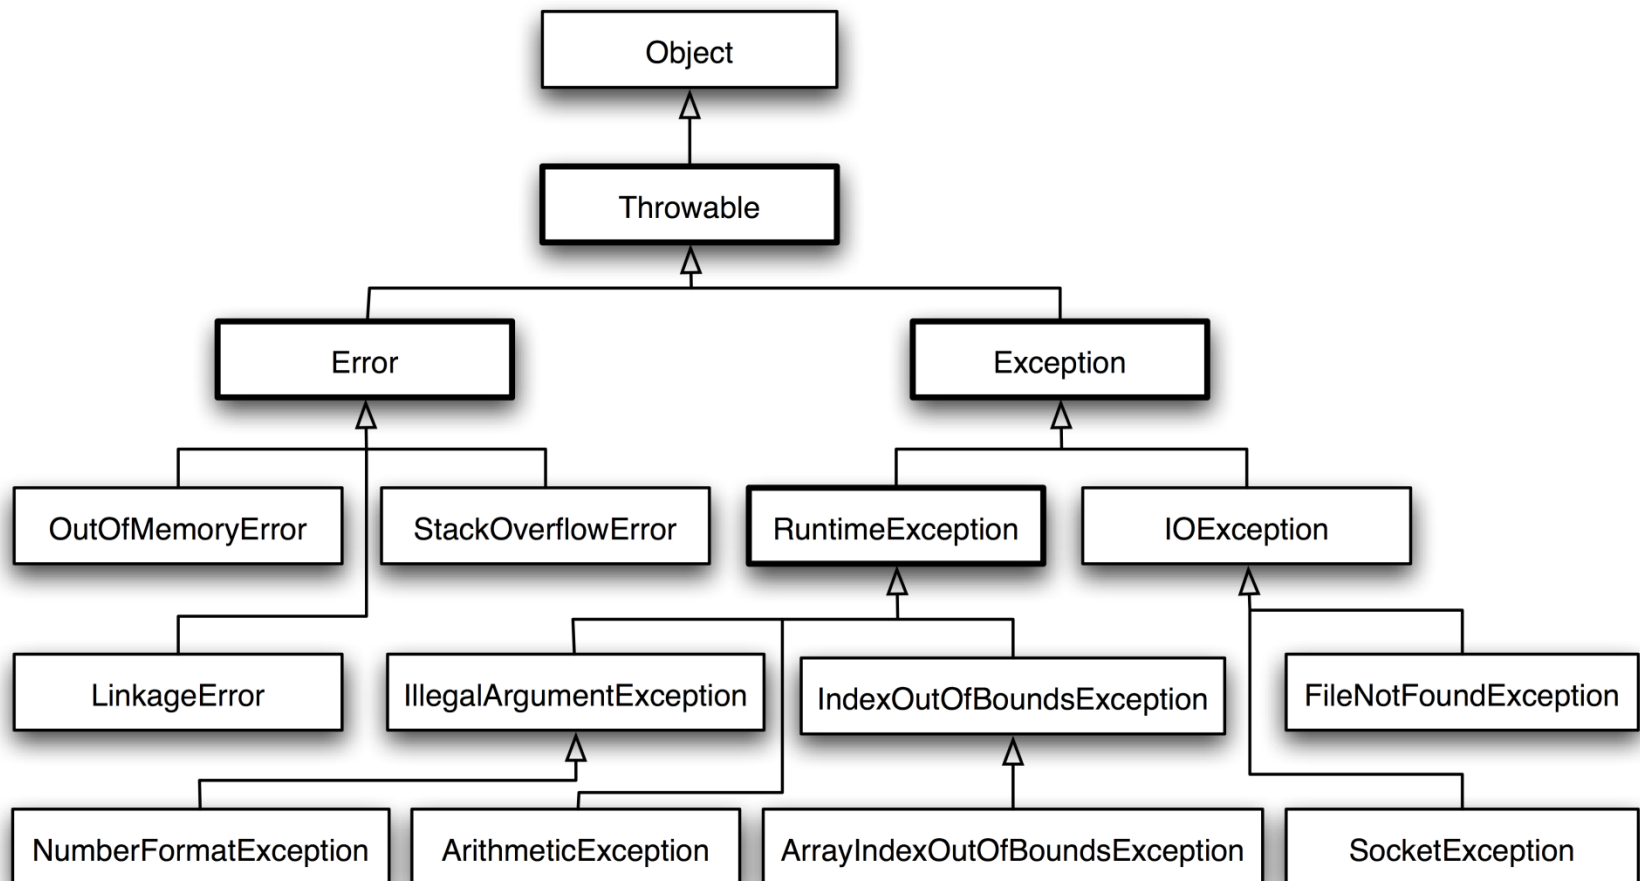 Object
Throwable
Error
Exception
OutOfMemoryError
StackOverflowError
RuntimeException
IOException
LinkageError
IllegalArgumentException
IndexOutOfBoundsException
FileNotFoundException
NumberFormatException
ArithmeticException
ArrayIndexOutOfBoundsException
SocketException